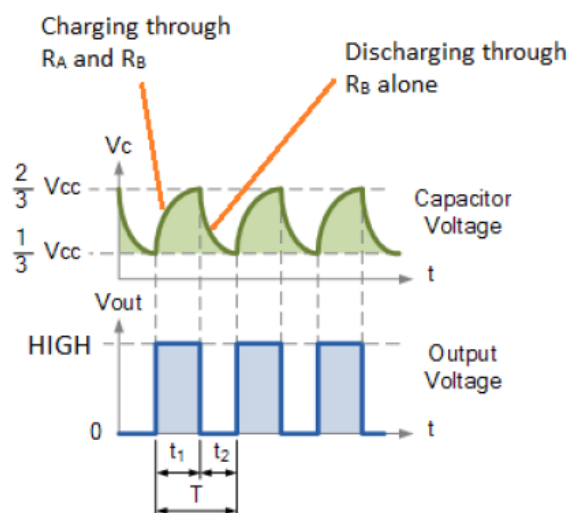 Charging through
RA and RB
Discharging through
RB alone
Vc
2
3
Vcc
1
3
Vcc
Capacitor
Voltage
t
Vout
HIGH
Output
Voltage
0
t
t1
t2
T